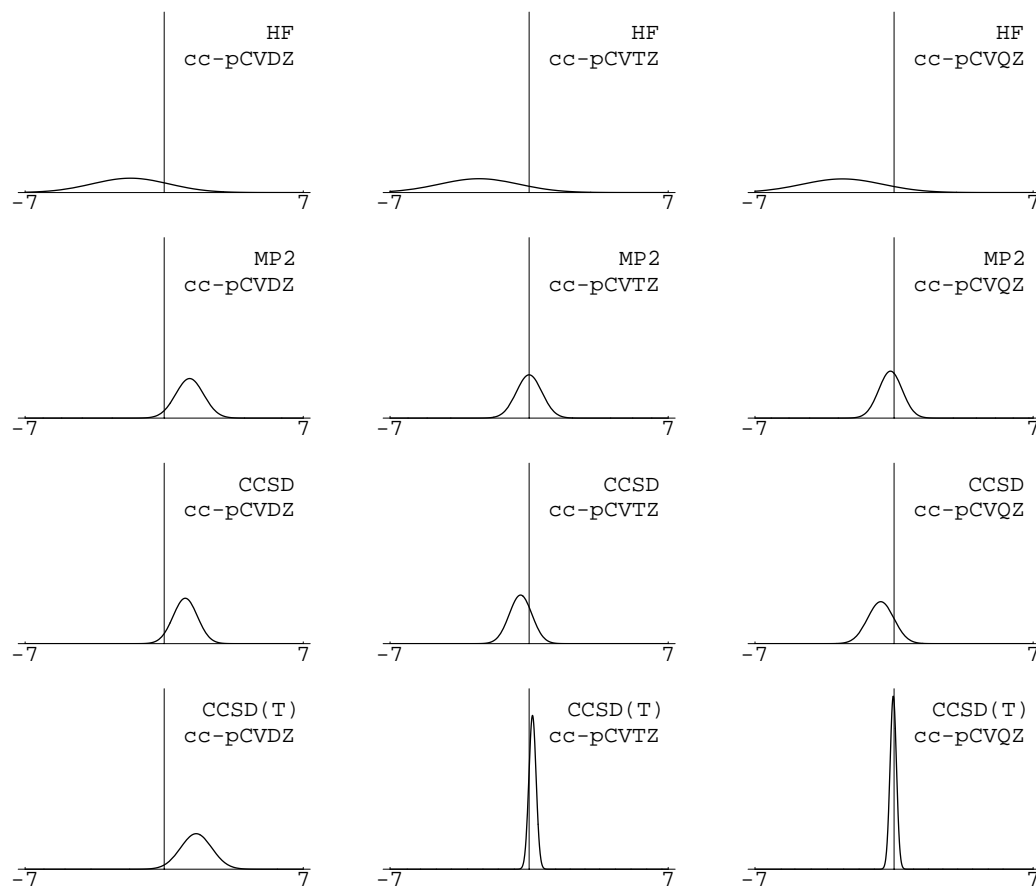 HF
cc-pCVDZ
-7 7
HF
cc-pCVTZ
-7 7
HF
cc-pCVQZ
-7 7
MP2
cc-pCVDZ
-7 7
MP2
cc-pCVTZ
-7 7
MP2
cc-pCVQZ
-7 7
CCSD
cc-pCVDZ
-7 7
CCSD
cc-pCVTZ
-7 7
CCSD
cc-pCVQZ
-7 7
CCSD(T)
cc-pCVDZ
-7 7
CCSD(T)
cc-pCVTZ
-7 7
CCSD(T)
cc-pCVQZ
-7 7